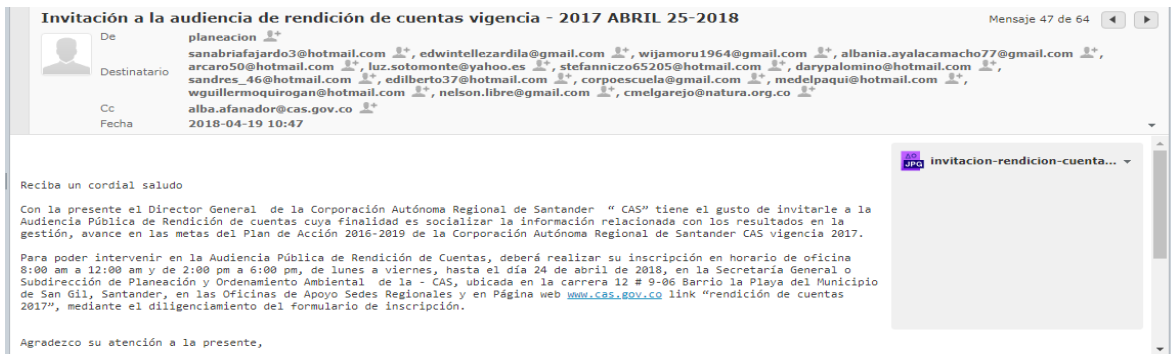 Invitación a la audiencia de rendición de cuentas vigencia - 2017 ABRIL 25-2018
Mensaje 47 de 64
De planeacion
Destinatario sanabriafajardo3@hotmail.com , edwintellezardila@gmail.com , wijamoru1964@gmail.com , albania.ayalacamacho77@gmail.com ,
arcaro50@hotmail.com , luz.sotomonte@yahoo.es , stefanniczo65205@hotmail.com , darypalomino@hotmail.com ,
sandres_46@hotmail.com , edilberto37@hotmail.com , corpoescuela@gmail.com , medelpaqui@hotmail.com ,
wguillermoquirogan@hotmail.com , nelson.libre@gmail.com , cmelgarejo@natura.org.co
Cc alba.afanador@cas.gov.co
Fecha 2018-04-19 10:47
JPG invitacion-rendicion-cuenta...
Reciba un cordial saludo
Con la presente el Director General de la Corporación Autónoma Regional de Santander “ CAS” tiene el gusto de invitarle a la
Audiencia Pública de Rendición de cuentas cuya finalidad es socializar la información relacionada con los resultados en la
gestión, avance en las metas del Plan de Acción 2016-2019 de la Corporación Autónoma Regional de Santander CAS vigencia 2017.
Para poder intervenir en la Audiencia Pública de Rendición de Cuentas, deberá realizar su inscripción en horario de oficina
8:00 am a 12:00 am y de 2:00 pm a 6:00 pm, de lunes a viernes, hasta el día 24 de abril de 2018, en la Secretaría General o
Subdirección de Planeación y Ordenamiento Ambiental de la - CAS, ubicada en la carrera 12 # 9-06 Barrio la Playa del Municipio
de San Gil, Santander, en las Oficinas de Apoyo Sedes Regionales y en Página web www.cas.gov.co link “rendición de cuentas
2017”, mediante el diligenciamiento del formulario de inscripción.
Agradezco su atención a la presente,